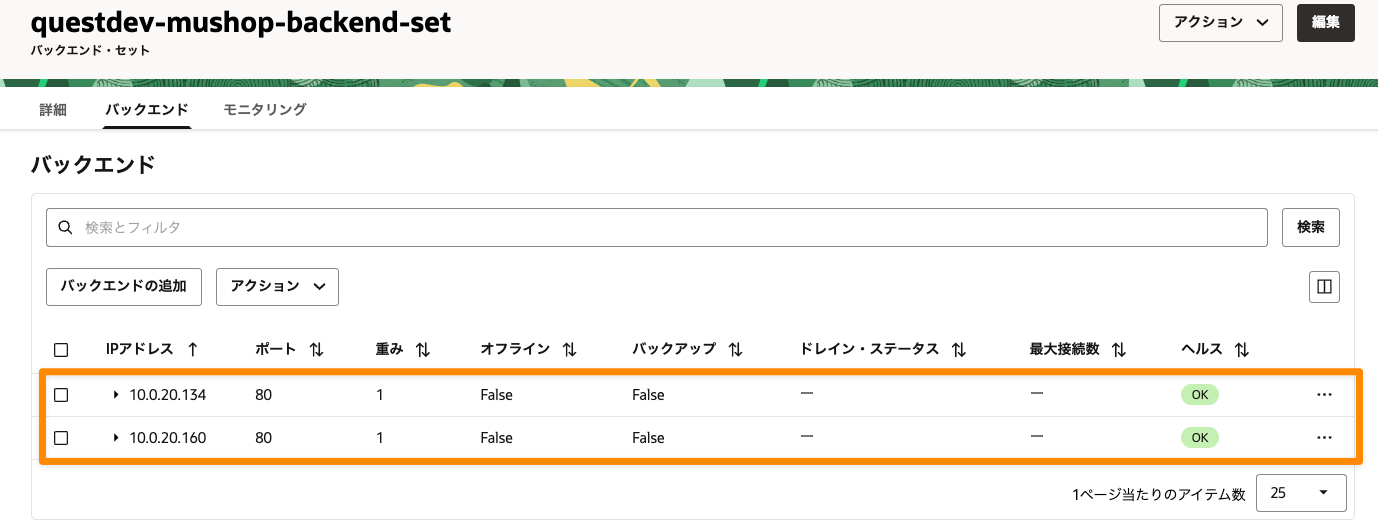 questdev-mushop-backend-set
アクション
編集
バックエンド・セット
詳細 バックエンド モニタリング
バックエンド
検索とフィルタ
検索
バックエンドの追加 アクション
IPアドレス ポート 重み オフライン バックアップ ドレイン・ステータス 最大接続数 ヘルス
10.0.20.134 80 1 False False — — OK ...
10.0.20.160 80 1 False False — — OK ...
1ページ当たりのアイテム数 25